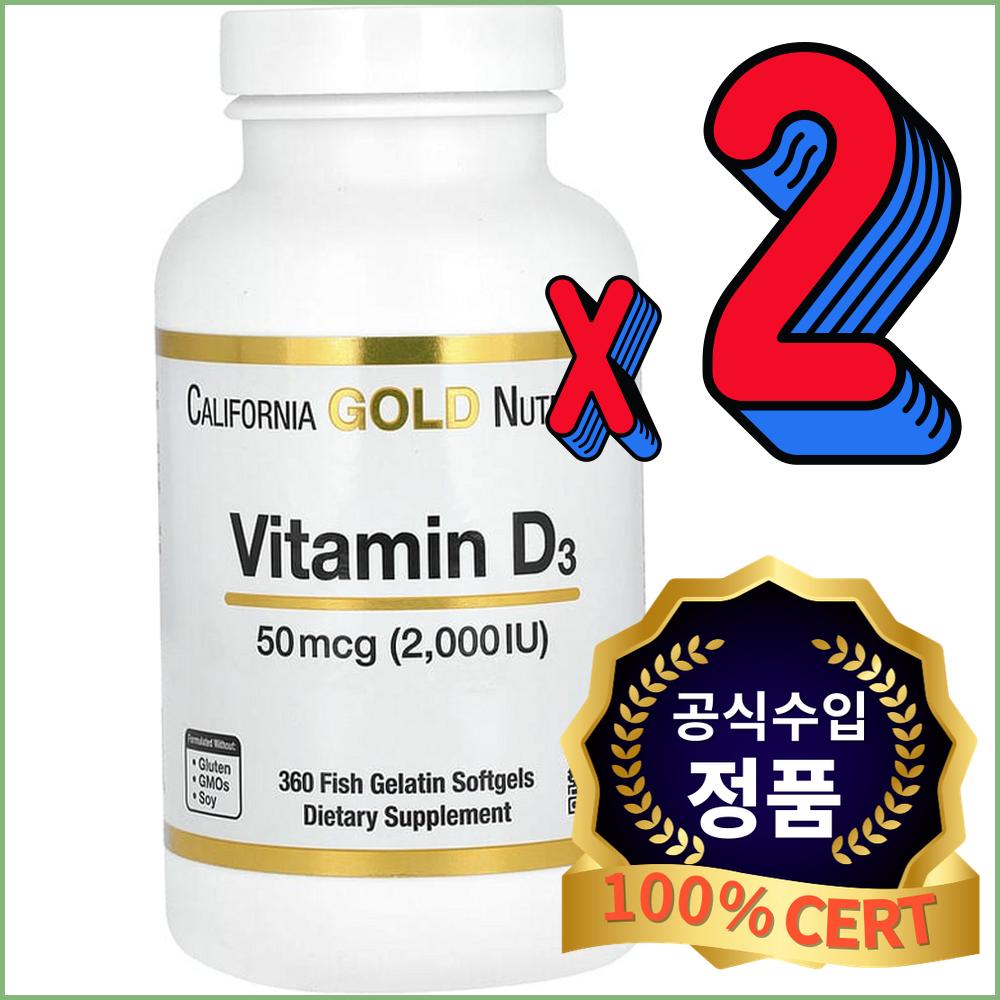 CALIFORNIA GOLD NUT
x2
Vitamin D3
50 mcg (2,000 IU)
Formulated Without:
• Gluten
• GMOs
• Soy
360 Fish Gelatin Softgels
Dietary Supplement
공식수입
정품
100% CERT